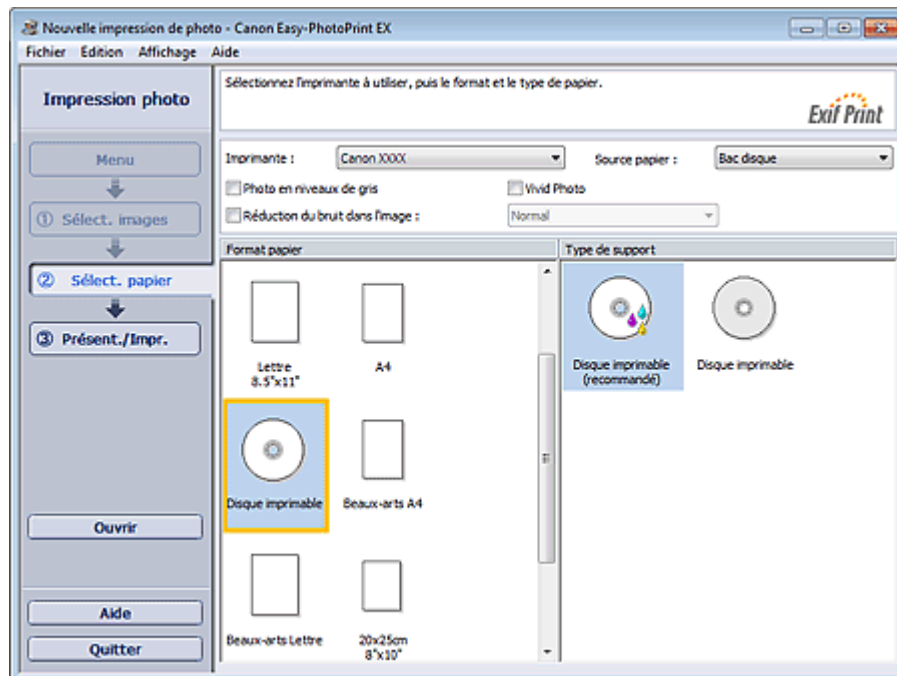 Nouvelle impression de photo - Canon Easy-PhotoPrint EX
Fichier Edition Affichage Aide
Impression photo
Sélectionnez l'imprimante à utiliser, puis le format et le type de papier.
Exif Print
Menu
① Sélect. images
② Sélect. papier
③ Présent./Impr.
Ouvrir
Aide
Quitter
Imprimante : Canon XXXX Source papier : Bac disque
Photo en niveaux de gris Vivid Photo
Réduction du bruit dans l'image : Normal
Format papier
Lettre
8.5"x11"
A4
Disque imprimable
Beaux-arts A4
Beaux-arts Lettre
20x25cm
8"x10"
Type de support
Disque imprimable
(recommandé)
Disque imprimable